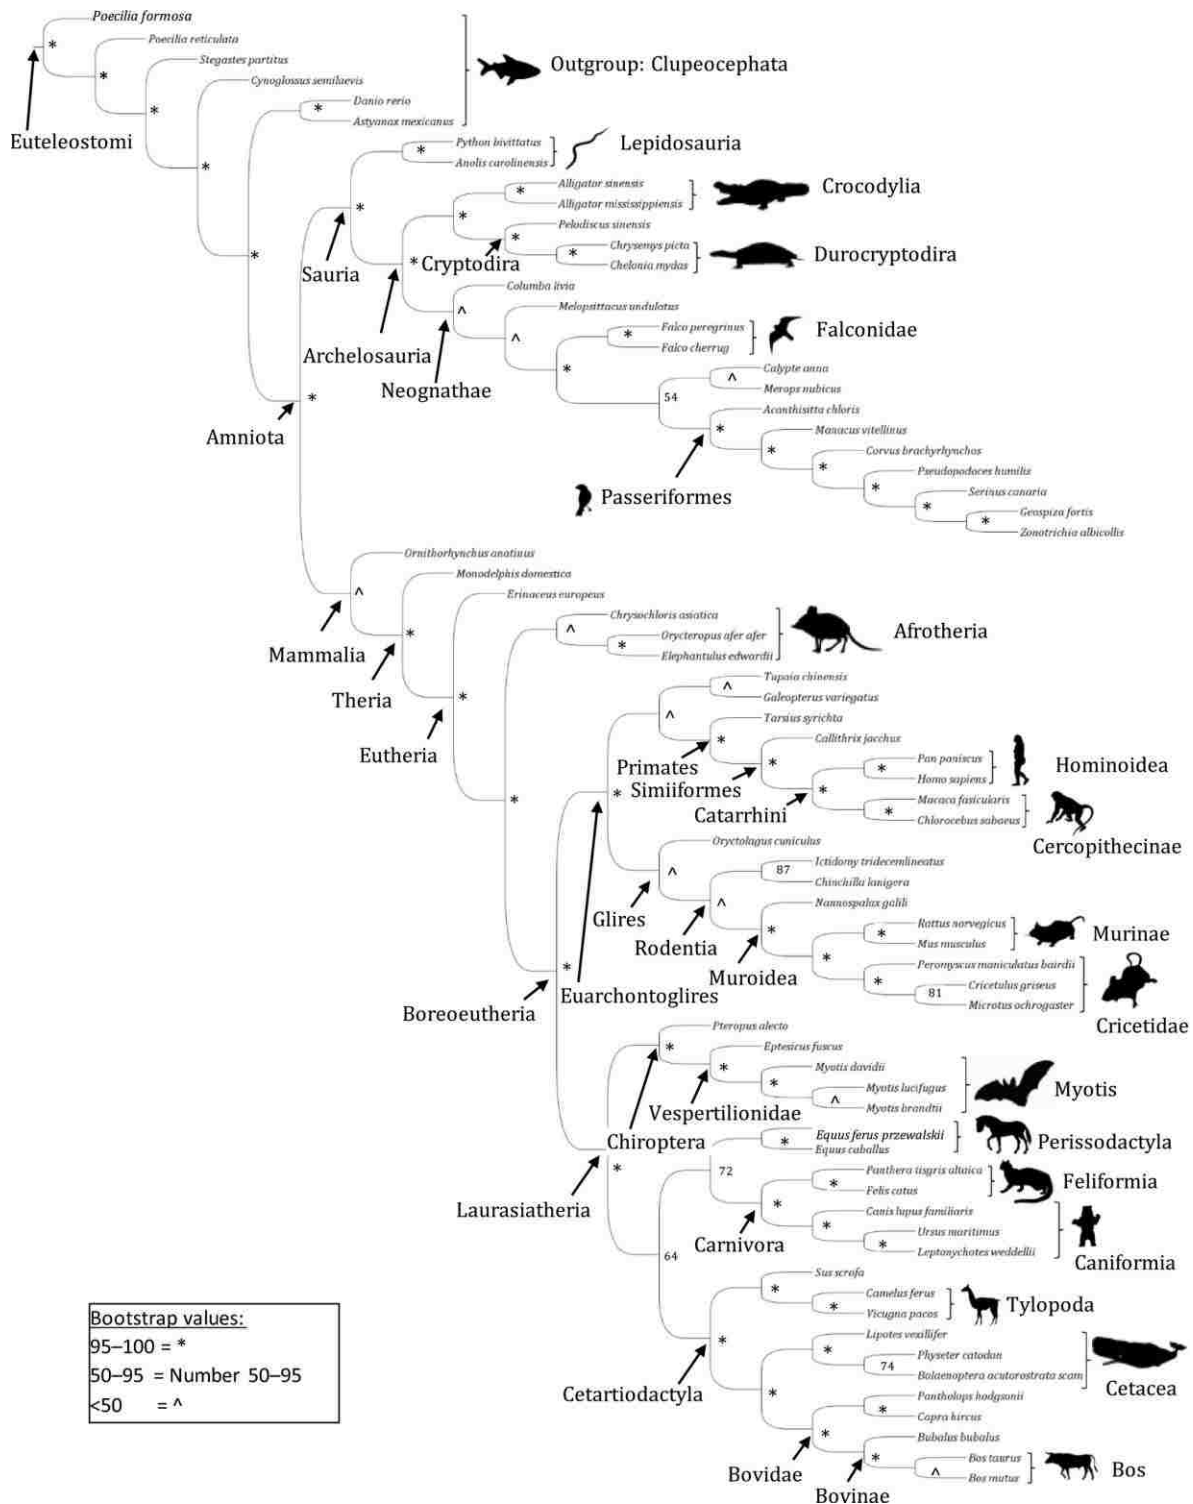 Poecilia formosa
Poecilia reticulata
Stegastes partitus
Outgroup: Clupeocephata
Cynoglossus semilaevis
Danio rerio
Astyanax mexicanus
Euteleostomi
Python bivittatus
Lepidosauria
Anolis carolinensis
Alligator sinensis
Crocodylia
Alligator mississippiensis
Pelodiscus sinensis
Chrysemys picta
Durocryptodira
Cryptodira
Chelonia mydas
Sauria
Columba livia
Melopsittacus undulatus
Falco peregrinus
Falconidae
Falco cherrug
Archelosauria
Calypte anna
Neognathae
Merops nubicus
54
Acanthisitta chloris
Amniota
Manacus vitellinus
Corvus brachyrhynchos
Pseudopodoces humilis
Passeriformes
Serinus canaria
Geospiza fortis
Zonotrichia albicollis
Ornithorhynchus anatinus
Monodelphis domestica
Erinaceus europeus
Chrysochloris asiatica
Afrotheria
Orycteropus afer afer
Elephantulus edwardii
Mammalia
Tupaia chinensis
Galeopterus variegatus
Theria
Tarsius syrichta
Callithrix jacchus
Eutheria
Pan paniscus
Primates
Hominoidea
Homo sapiens
Simiiformes
Macaca fasicularis
Catarrhini
Chlorocebus sabaeus
Cercopithecinae
Oryctolagus cuniculus
Ictidomy tridecemlineatus
87
Chinchilla lanigera
Nannospalax galili
Glires
Rattus norvegicus
Murinae
Mus musculus
Rodentia
Peromyscus maniculatus bairdii
Muroidea
Cricetulus griseus
81
Euarchontoglires
Microtus ochrogaster
Boreoeutheria
Cricetidae
Pteropus alecto
Eptesicus fuscus
Myotis davidii
Myotis lucifugus
Myotis
Myotis brandtii
Vespertilionidae
Equus ferus przewalskii
Chiroptera
Perissodactyla
Equus caballus
72
Panthera tisgris altaica
Feliformia
Felis catus
Laurasiatheria
Canis lupus familiaris
Ursus maritimus
Carnivora
Leptonychotes weddellii
64
Caniformia
Sus scrofa
Camelus ferus
Tylopoda
Vicugna pacos
Lipotes vexillifer
Physeter catodon
74
Balaenoptera acutorostrata scam
Cetacea
Cetartiodactyla
Pantholops hodgsonii
Capra hircus
Bubalus bubalus
Bos taurus
Bovidae
Bos
Bos mutus
Bovinae
Bootstrap values:
95–100 = *
50–95 = Number 50–95
<50 = ^